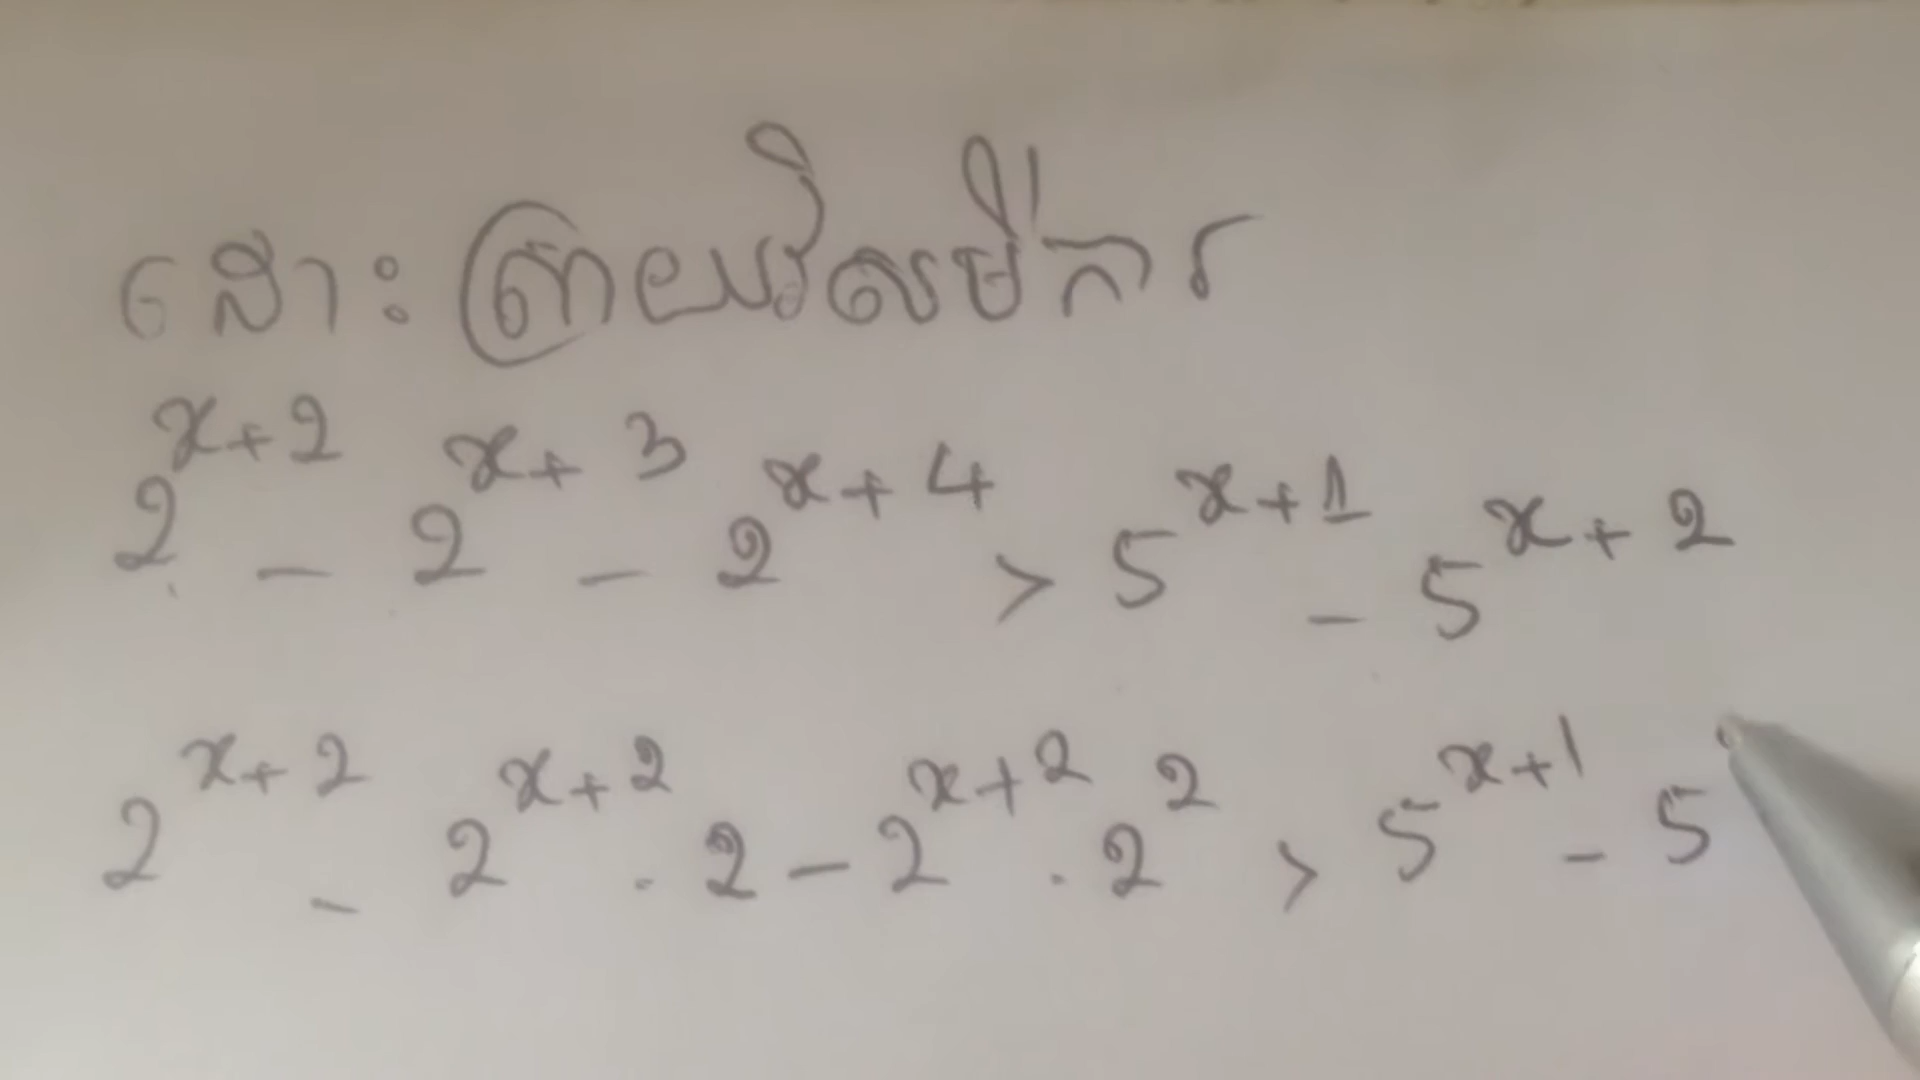 ដោះស្រាយវិសមីការ
2^{x+2} - 2^{x+3} - 2^{x+4} > 5^{x+1} - 5^{x+2}
2^{x+2} - 2^{x+2} . 2 - 2^{x+2} . 2^2 > 5^{x+1} - 5